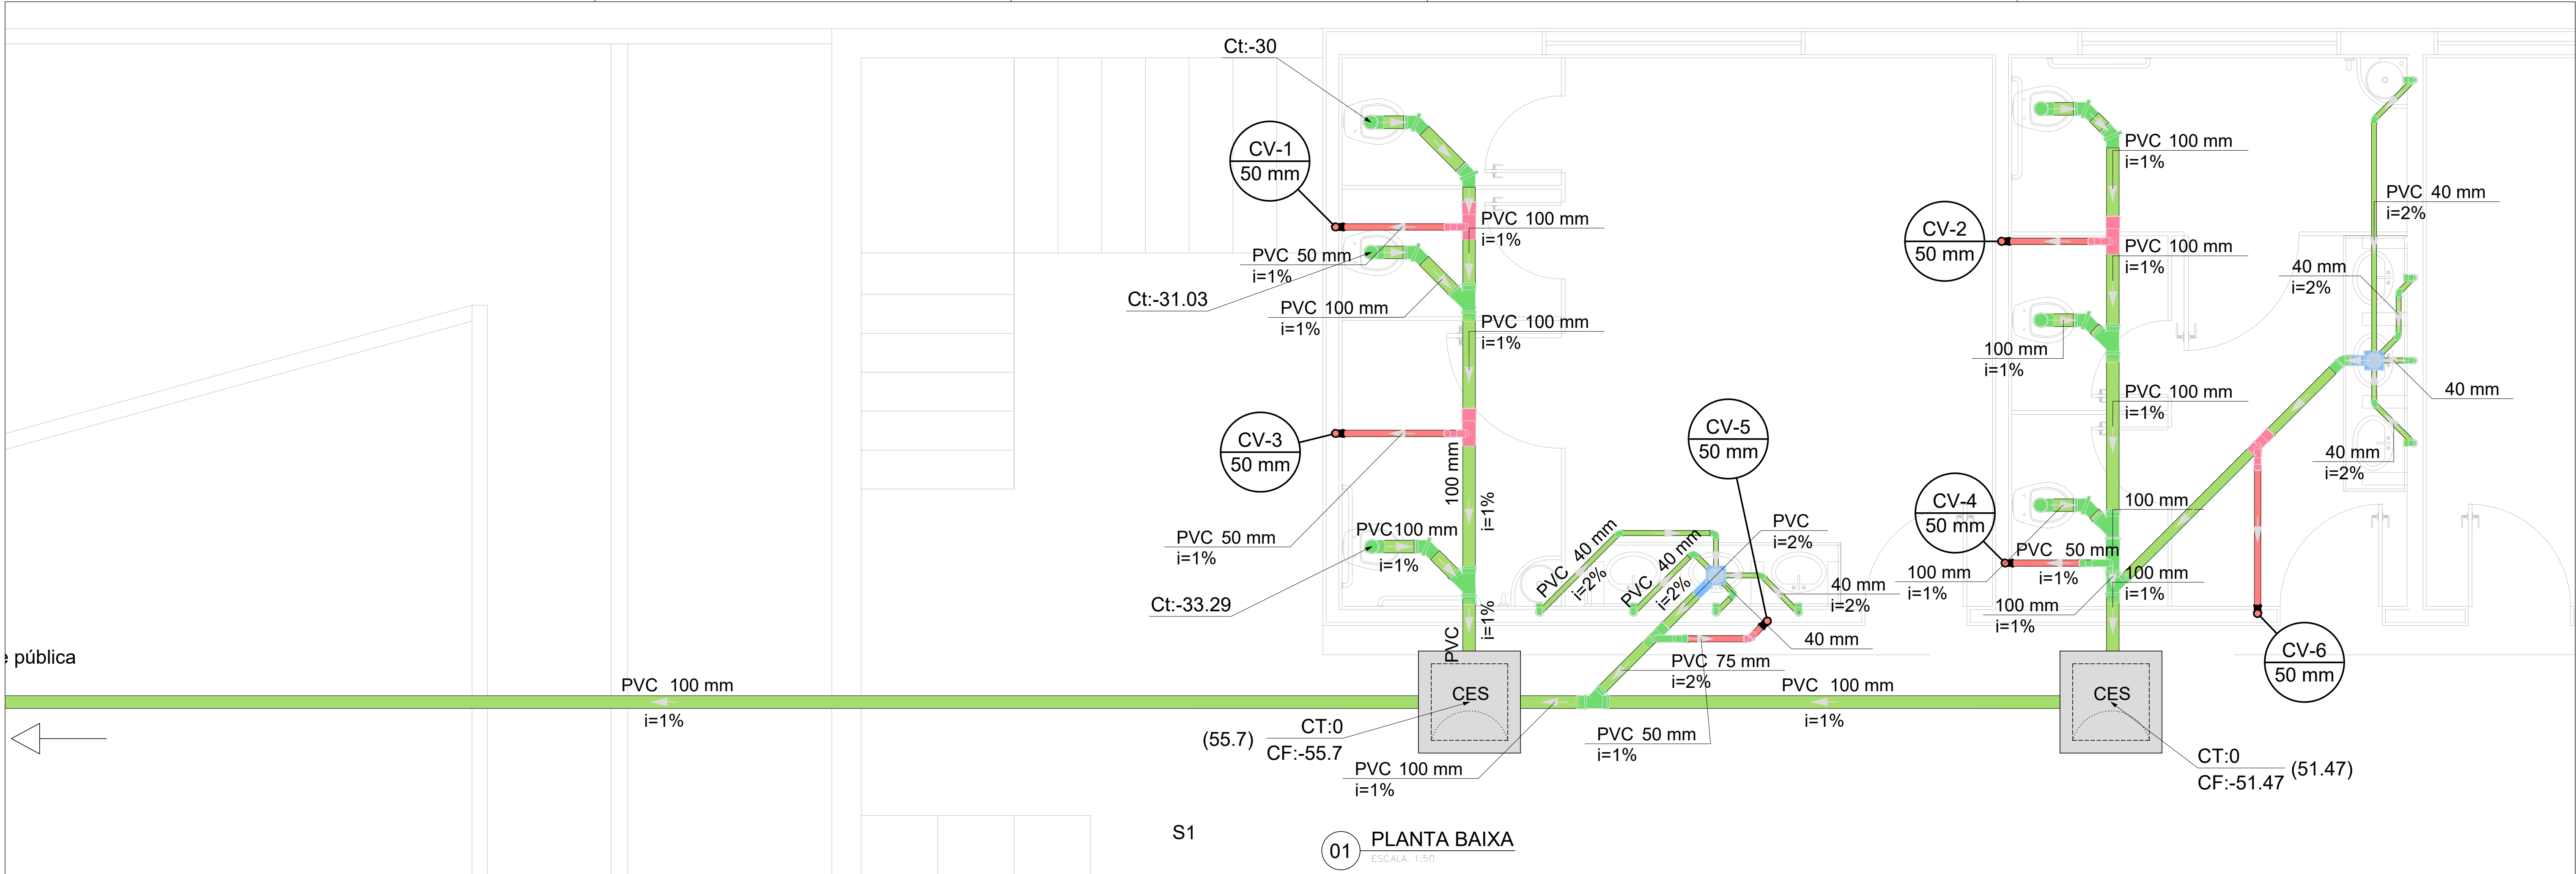 Ct:-30
CV-1
50 mm
PVC 100 mm
i=1%
PVC 50 mm
i=1%
Ct:-31.03
PVC 100 mm
i=1%
PVC 100 mm
i=1%
CV-3
50 mm
100 mm
i=1%
PVC 50 mm
i=1%
PVC100 mm
i=1%
Ct:-33.29
PVC
i=1%
CV-5
50 mm
PVC 40 mm
i=2%
PVC 40 mm
i=2%
PVC
i=2%
40 mm
i=2%
40 mm
PVC 75 mm
i=2%
PVC 50 mm
i=1%
PVC 100 mm
i=1%
CV-2
50 mm
PVC 100 mm
i=1%
PVC 100 mm
i=1%
100 mm
i=1%
PVC 100 mm
i=1%
CV-4
50 mm
100 mm
PVC 50 mm
i=1%
100 mm
i=1%
100 mm
i=1%
100 mm
i=1%
PVC 40 mm
i=2%
40 mm
i=2%
40 mm
40 mm
i=2%
CV-6
50 mm
pública
PVC 100 mm
i=1%
CES
(55.7)
CT:0
CF:-55.7
PVC 100 mm
i=1%
CES
CT:0
CF:-51.47
(51.47)
S1
01
PLANTA BAIXA
ESCALA 1:50